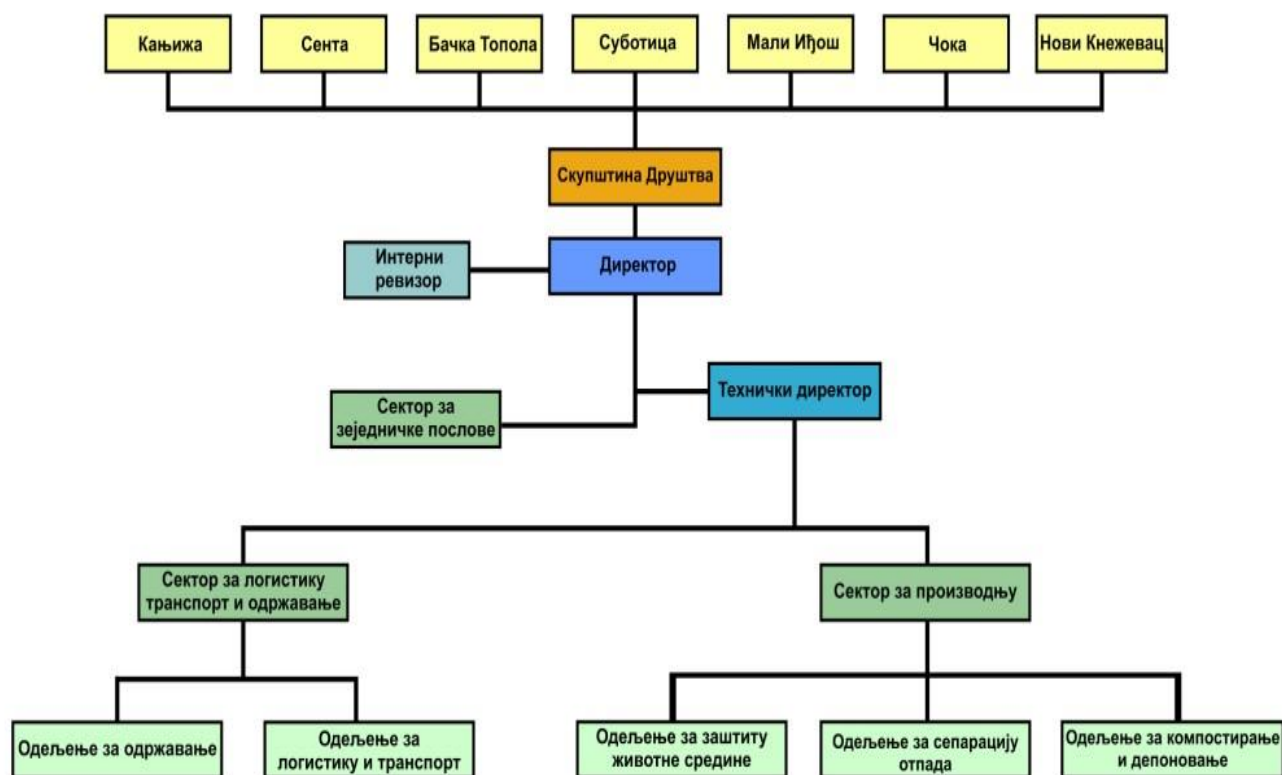 Кањижа
Сента
Бачка Топола
Суботица
Мали Иђош
Чока
Нови Кнежевац
Скупштина Друштва
Интерни
ревизор
Директор
Технички директор
Сектор за
зеједничке послове
Сектор за логистику
транспорт и одржавање
Сектор за производњу
Одељење за одржавање
Одељење за
логистику и транспорт
Одељење за заштиту
животне средине
Одељење за сепарацију
отпада
Одељење за компостирање
и депоновање